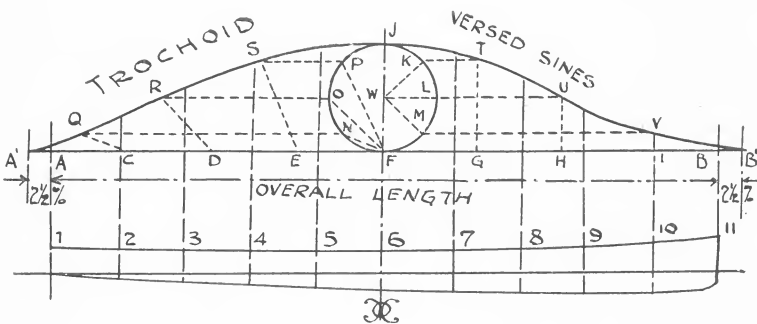 TROCHOID
VERSED SINES
J
S P K T
R O W L U
Q N M V
A' A C D E F G H I B B'
2½% OVERALL LENGTH 2½%
1 2 3 4 5 6 7 8 9 10 11